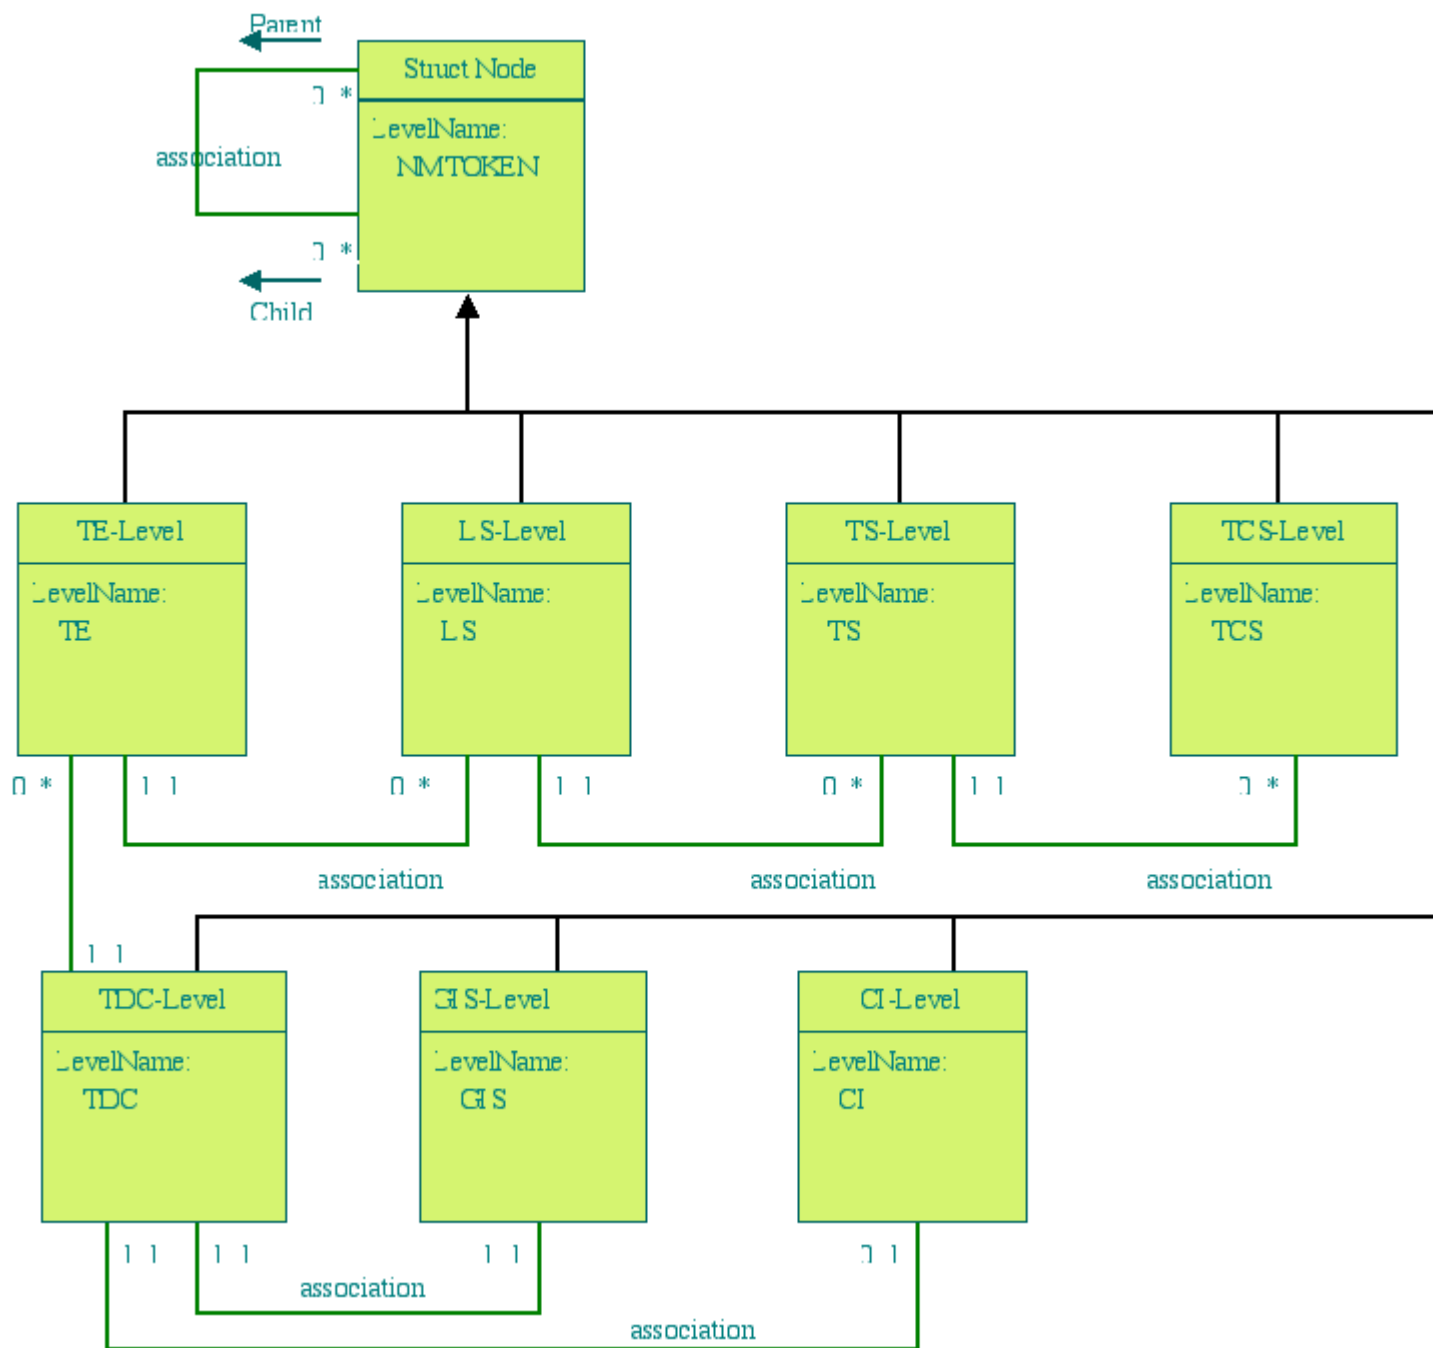 Parent
Struct Node
0 *
LevelName:
association
NMTOKEN
0 *
Child
TE-Level
LS-Level
TS-Level
TCS-Level
LevelName:
LevelName:
LevelName:
LevelName:
TE
LS
TS
TCS
0 *
1 1
0 *
1 1
0 *
1 1
0 *
association
association
association
1 1
TDC-Level
GIS-Level
CI-Level
LevelName:
LevelName:
LevelName:
TDC
GIS
CI
1 1
1 1
1 1
0 1
association
association